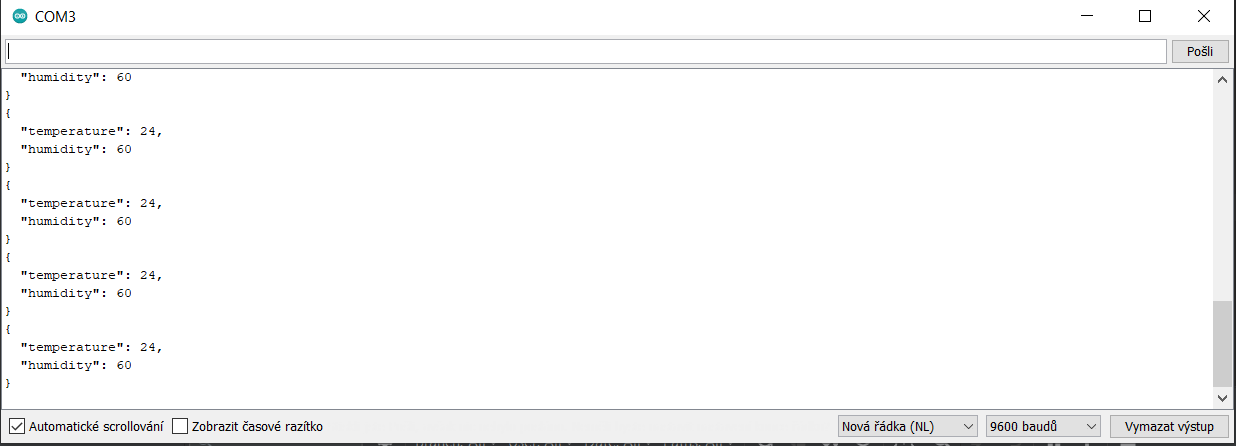 COM3
Pošli
"humidity": 60
}
{
"temperature": 24,
"humidity": 60
}
{
"temperature": 24,
"humidity": 60
}
{
"temperature": 24,
"humidity": 60
}
{
"temperature": 24,
"humidity": 60
}
Automatické scrollování Zobrazit časové razítko Nová řádka (NL) 9600 baudů Vymazat výstup